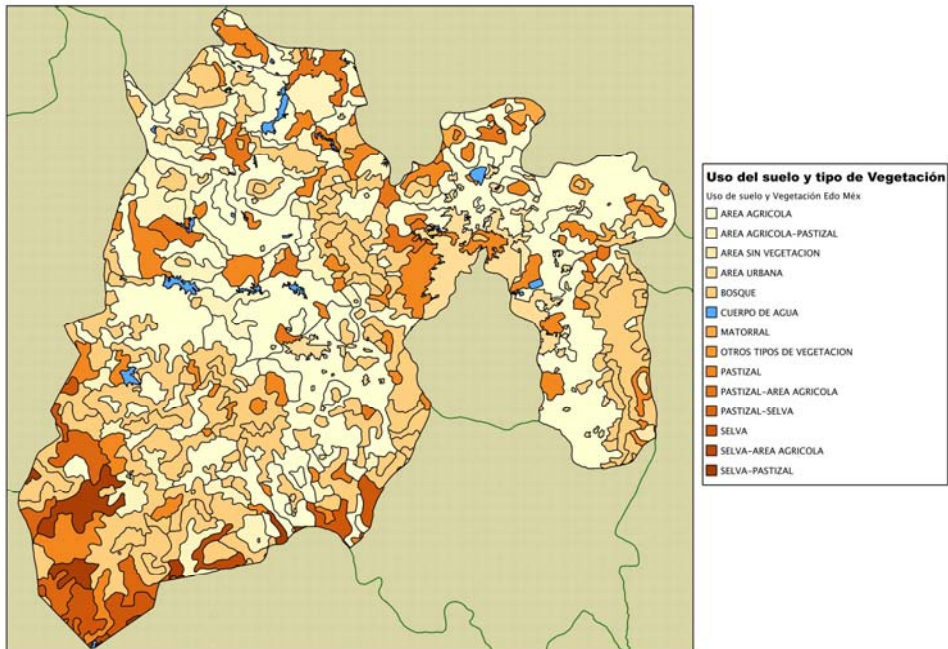 Uso del suelo y tipo de Vegetación
Uso de suelo y Vegetación Edo Méx
AREA AGRICOLA
AREA AGRICOLA-PASTIZAL
AREA SIN VEGETACION
AREA URBANA
BOSQUE
CUERPO DE AGUA
MATORRAL
OTROS TIPOS DE VEGETACION
PASTIZAL
PASTIZAL-AREA AGRICOLA
PASTIZAL-SELVA
SELVA
SELVA-AREA AGRICOLA
SELVA-PASTIZAL